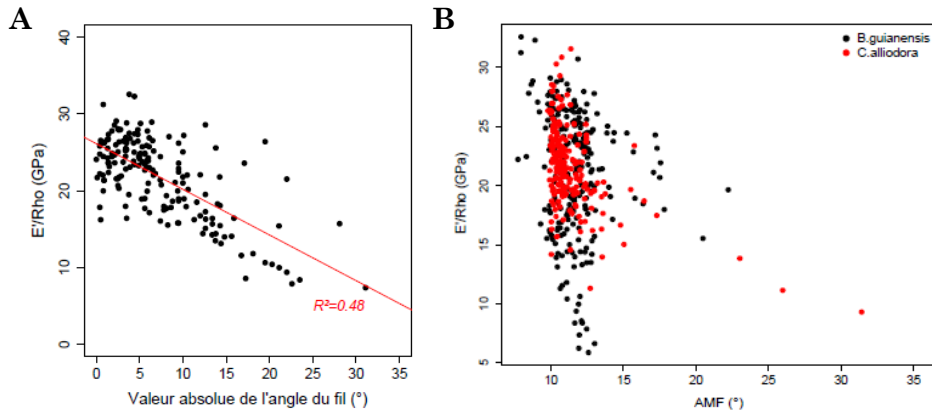 A
E'/Rho (GPa)
40
30
20
10
0
R²=0.48
0 5 10 15 20 25 30 35
Valeur absolue de l'angle du fil (°)
B
E'/Rho (GPa)
30
25
20
15
10
5
B.guianensis
C.alliodora
10 15 20 25 30 35
AMF (°)